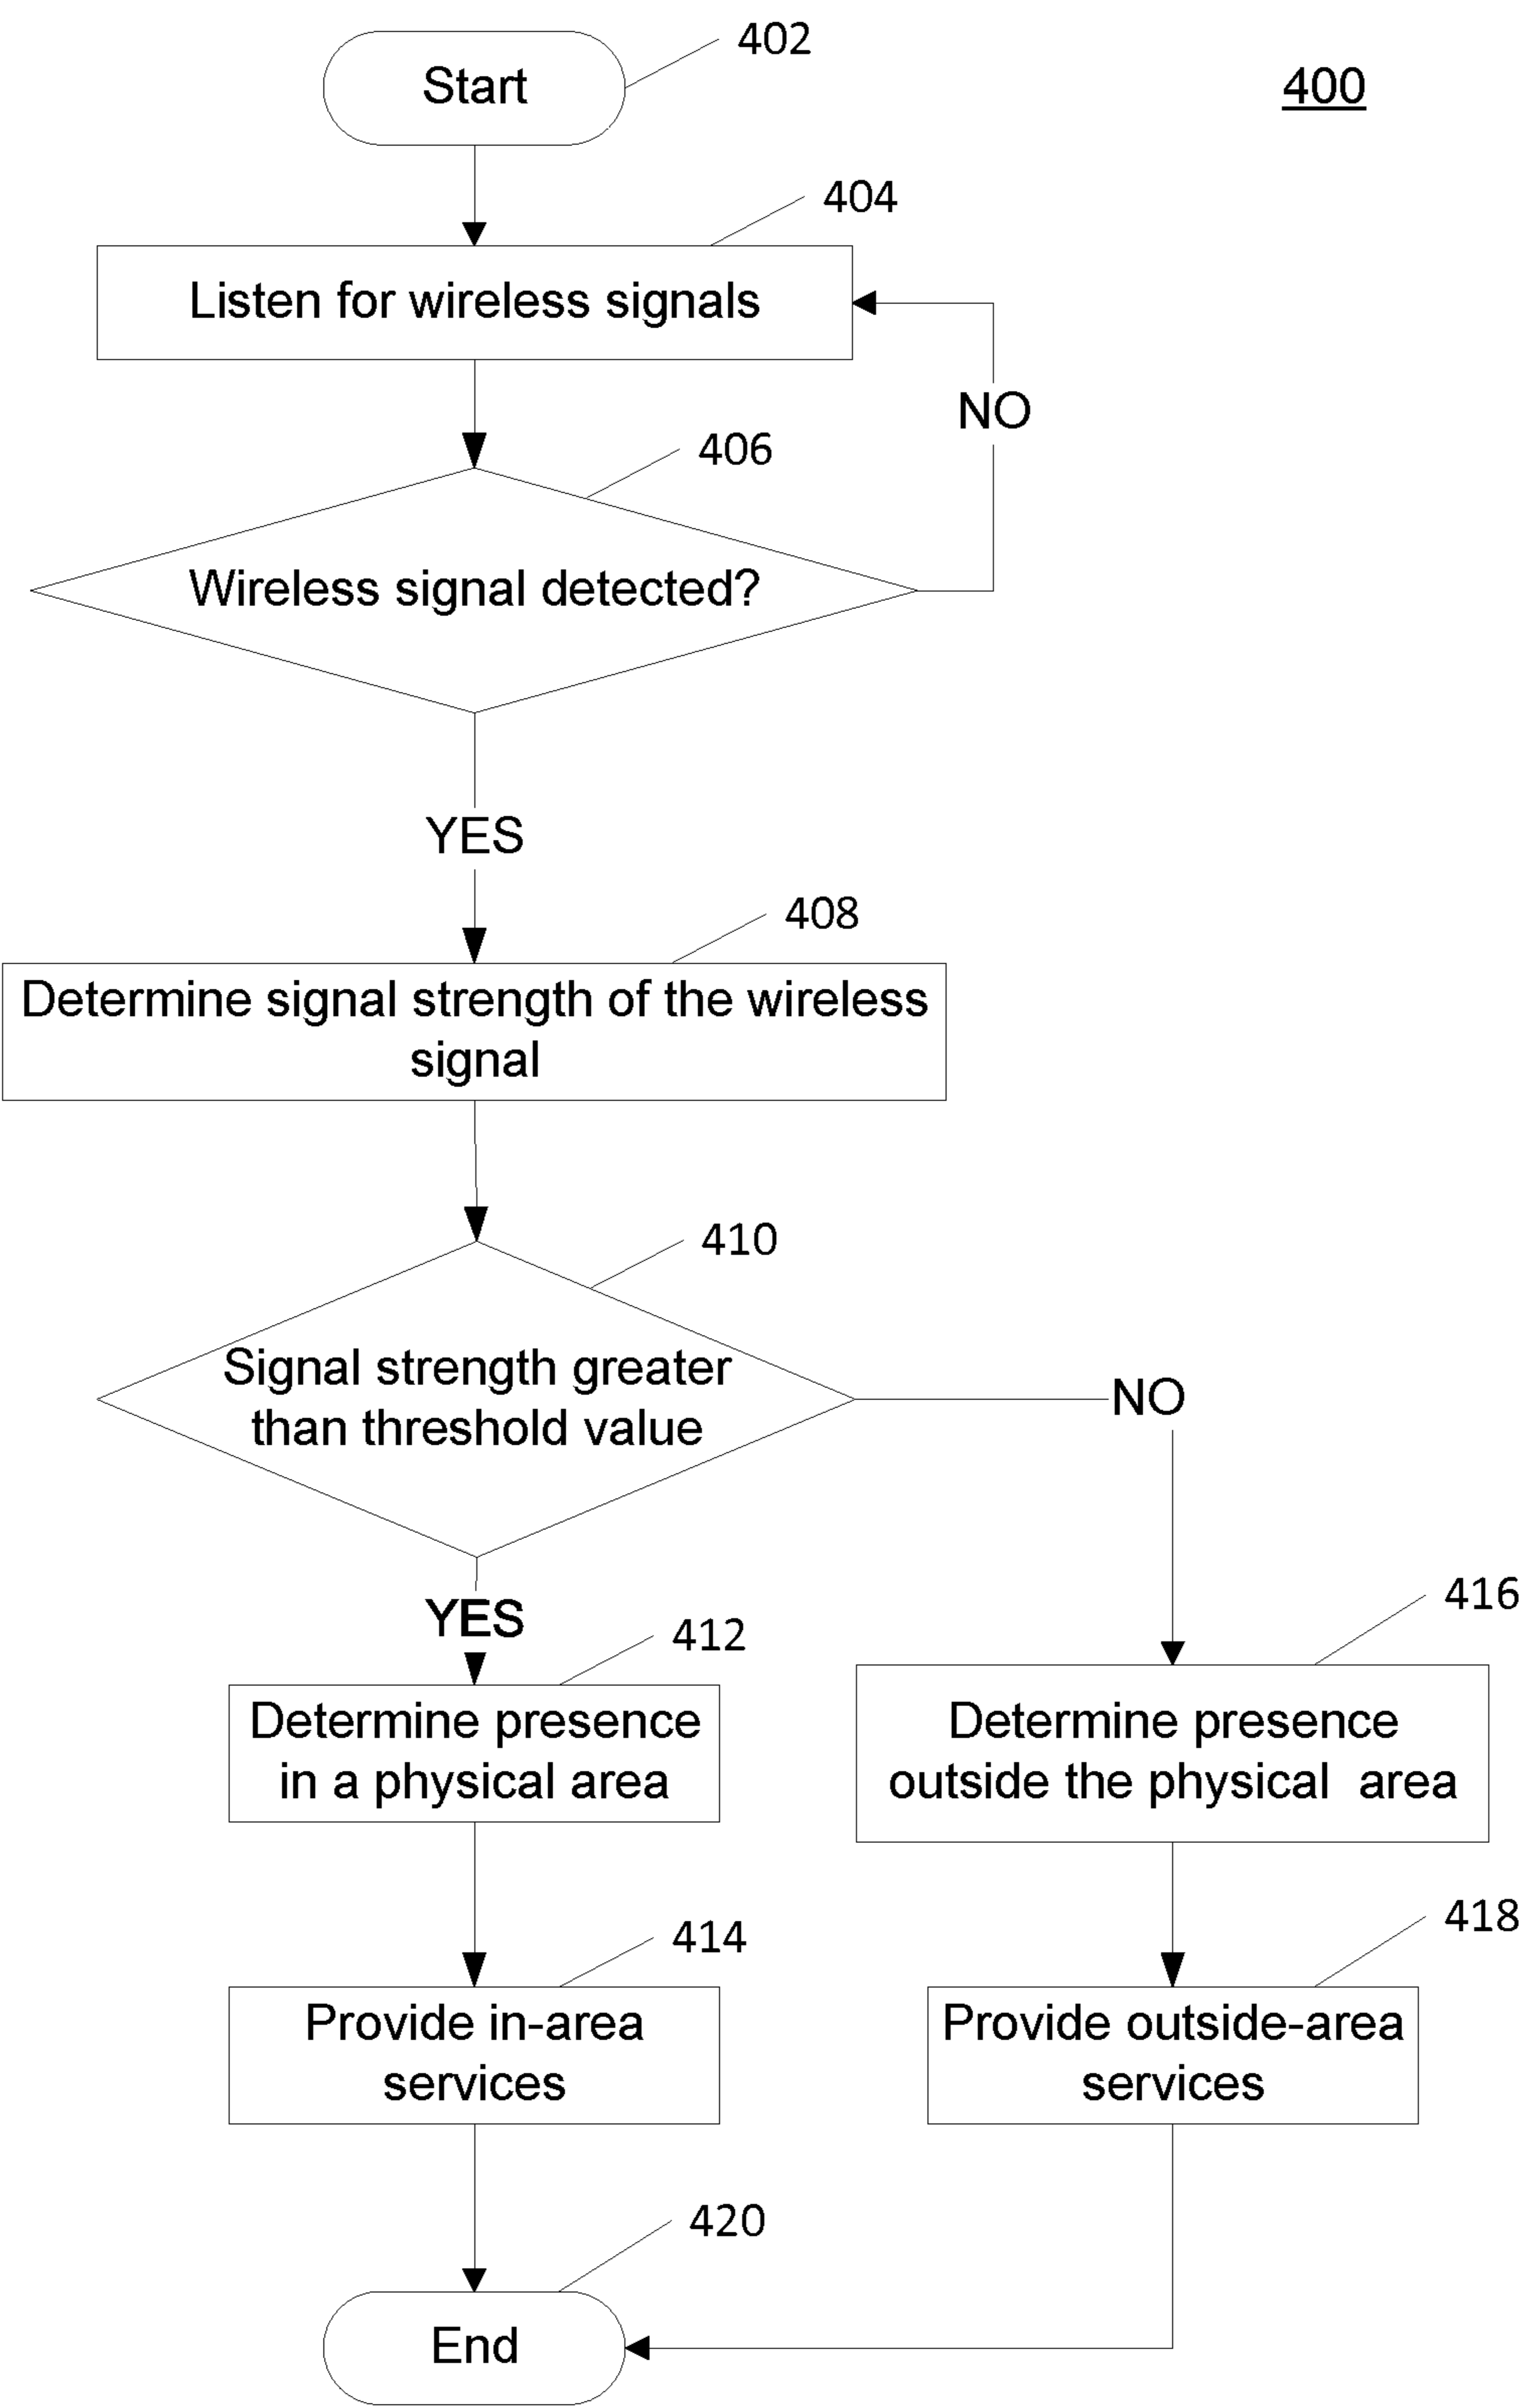 402
Start
400
404
Listen for wireless signals
NO
406
Wireless signal detected?
YES
408
Determine signal strength of the wireless
signal
410
Signal strength greater
than threshold value
NO
YES
412
416
Determine presence
in a physical area
Determine presence
outside the physical area
414
418
Provide in-area
services
Provide outside-area
services
420
End